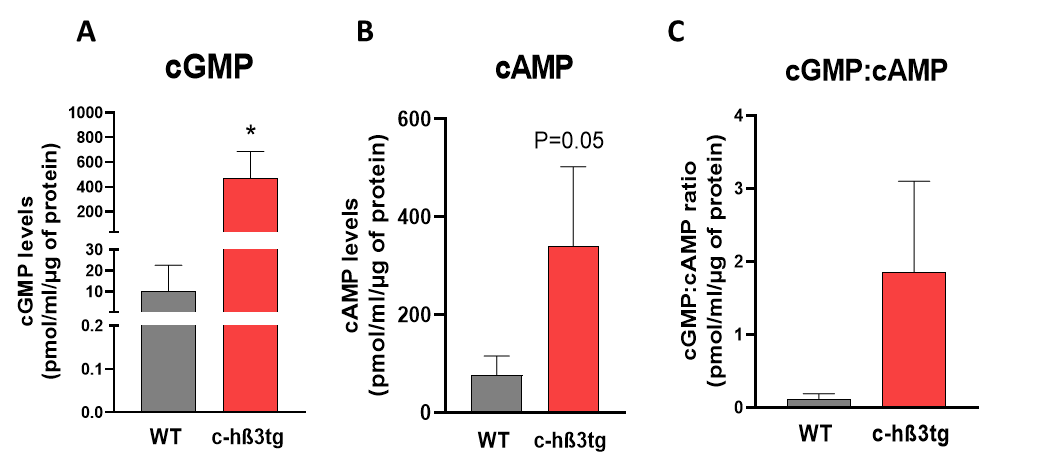 A
cGMP
cGMP levels
(pmol/ml/µg of protein)
1000
800
600
400
200
30
20
10
0.2
0.1
0.0
*
WT
c-hß3tg
B
cAMP
cAMP levels
(pmol/ml/µg of protein)
600
400
200
0
P=0.05
WT
c-hß3tg
C
cGMP:cAMP
cGMP:cAMP ratio
(pmol/ml/µg of protein)
4
3
2
1
0
WT
c-hß3tg